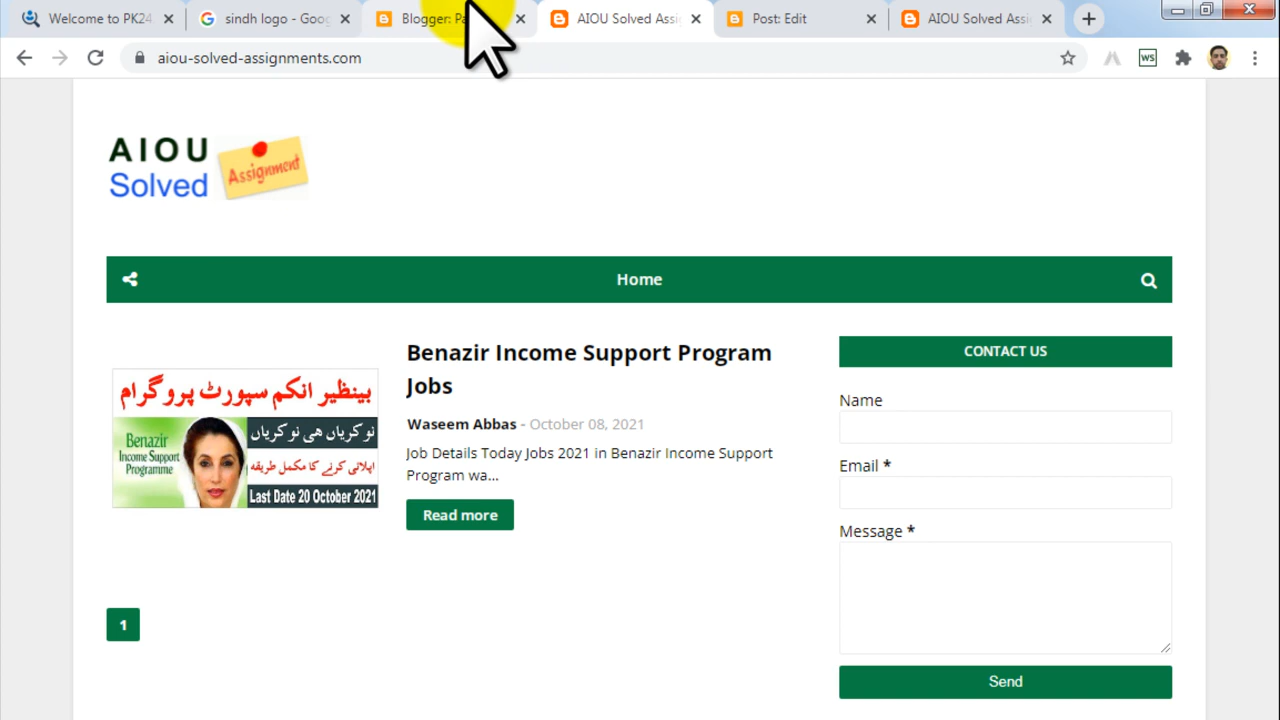 Welcome to PK24
sindh logo - Goog
Blogger: Pa
AIOU Solved Assi
Post: Edit
AIOU Solved Assi
aiou-solved-assignments.com
WS
AIOU
Solved
Assignment
Home
بینظیر انکم سپورٹ پروگرام
Benazir
Income Support
Programme
نوکریاں ھی نوکریاں
اپلائی کرنے کا مکمل طریقہ
Last Date 20 October 2021
Benazir Income Support Program
Jobs
Waseem Abbas - October 08, 2021
Job Details Today Jobs 2021 in Benazir Income Support
Program wa...
Read more
1
CONTACT US
Name
Email *
Message *
Send